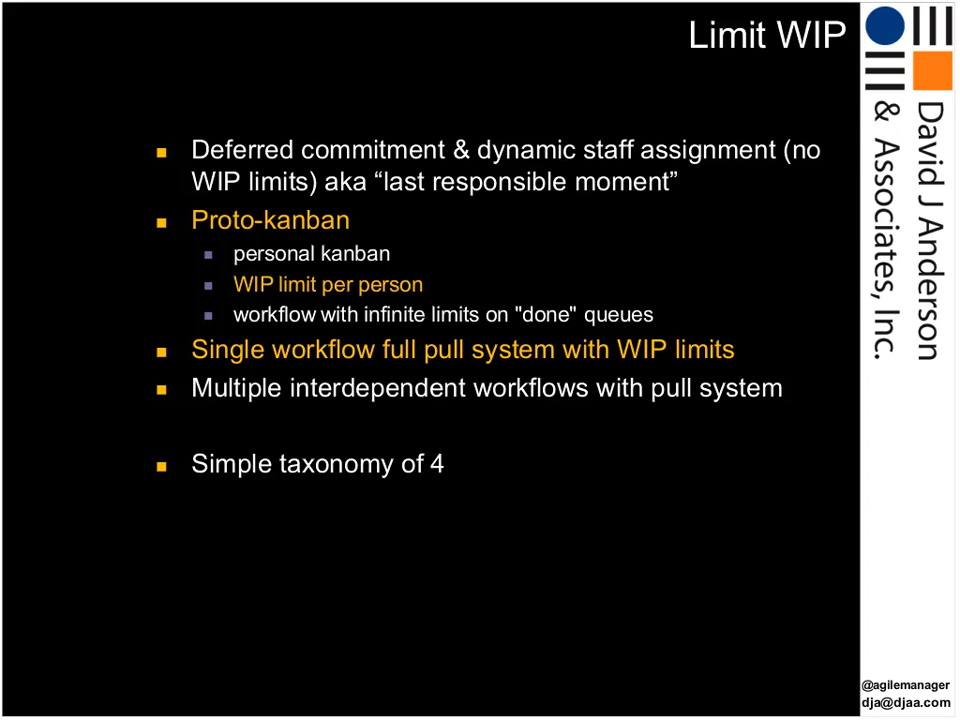 Limit WIP
Deferred commitment & dynamic staff assignment (no
WIP limits) aka “last responsible moment”
Proto-kanban
personal kanban
WIP limit per person
workflow with infinite limits on "done" queues
Single workflow full pull system with WIP limits
Multiple interdependent workflows with pull system
Simple taxonomy of 4
David J Anderson
& Associates, Inc.
@agilemanager
dja@djaa.com